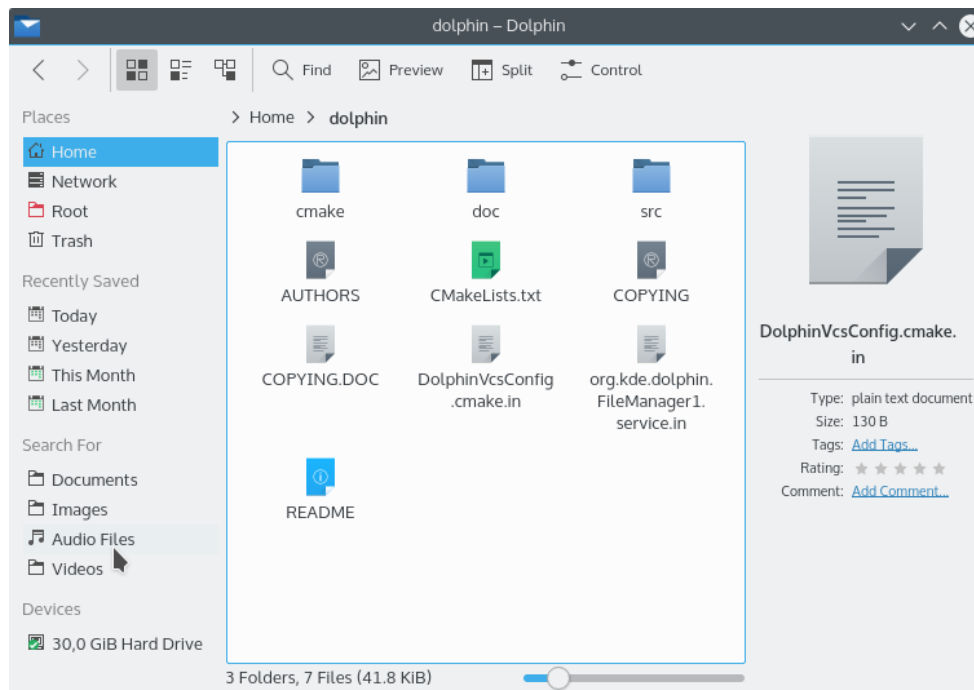 dolphin – Dolphin
Find Preview Split Control
Places
Home
Network
Root
Trash
Recently Saved
Today
Yesterday
This Month
Last Month
Search For
Documents
Images
Audio Files
Videos
Devices
30,0 GiB Hard Drive
> Home > dolphin
cmake doc src
AUTHORS CMakeLists.txt COPYING
COPYING.DOC DolphinVcsConfig org.kde.dolphin.
.cmake.in FileManager1.
service.in
README
3 Folders, 7 Files (41.8 KiB)
DolphinVcsConfig.cmake.
in
Type: plain text document
Size: 130 B
Tags: Add Tags...
Rating:
Comment: Add Comment...